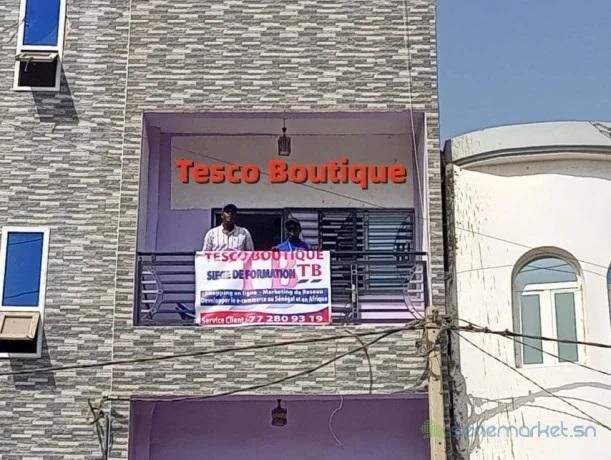 Tesco Boutique
TESCO BOUTIQUE
SIEGE DE FORMATION TB
Shopping en ligne - Marketing de Reseau
Developper le e-commerce au Sénégal et en Afrique
Service Client: 77 280 93 19
senemarket.sn